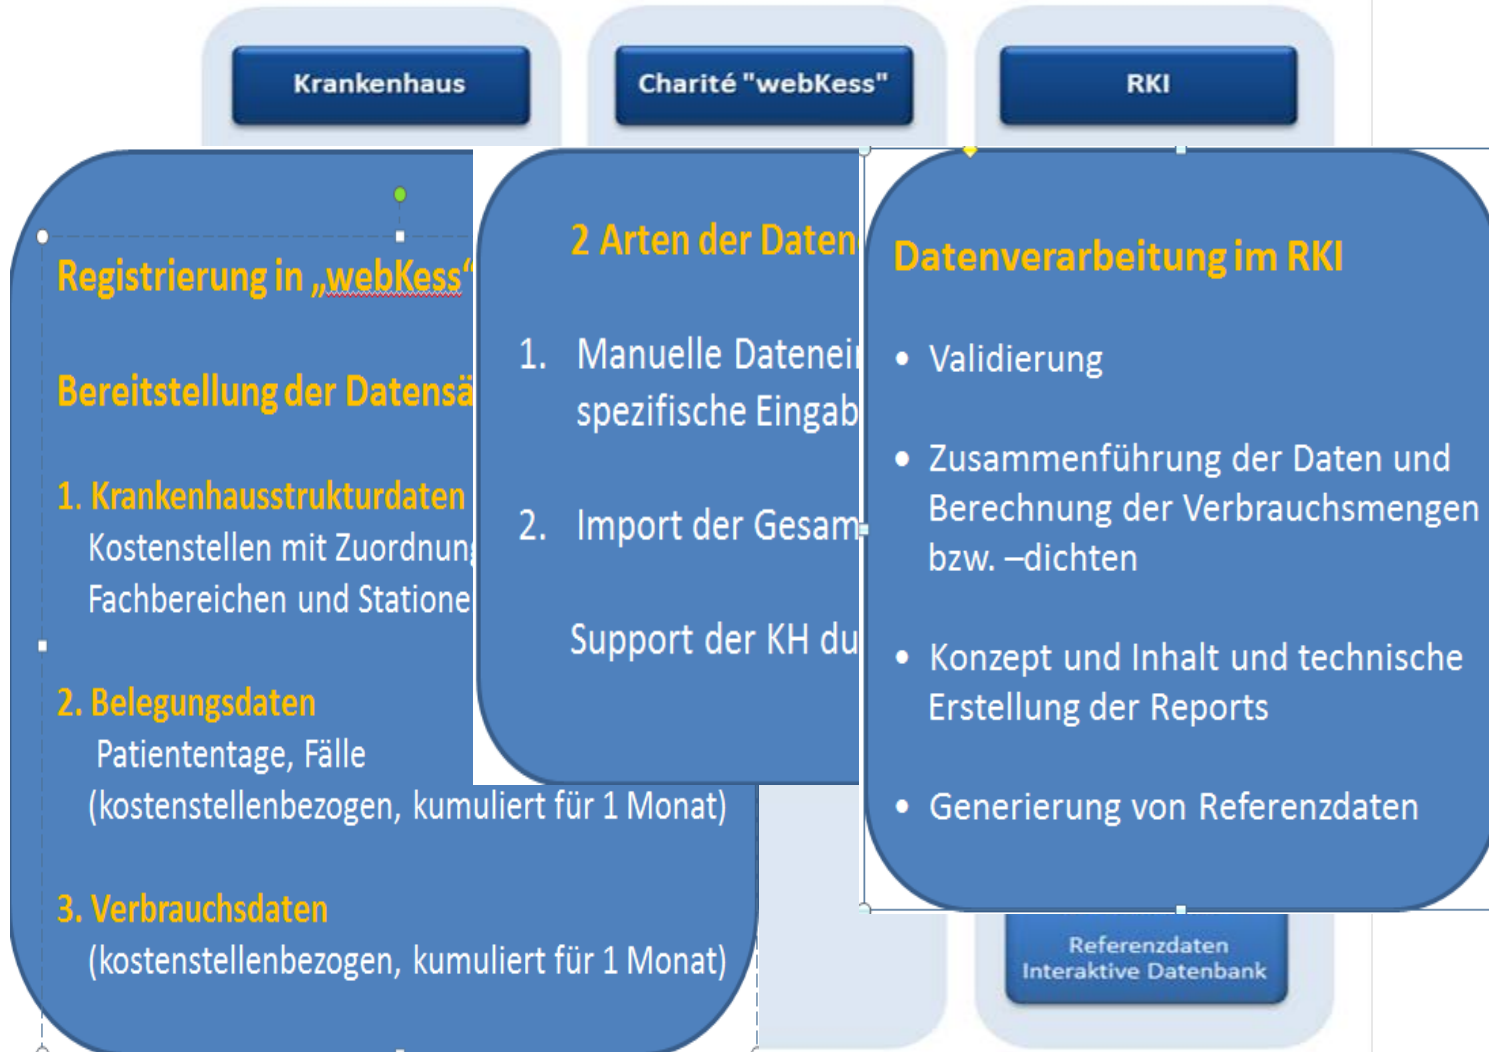 Krankenhaus
Charité "webKess"
RKI
Registrierung in „webKess“
Bereitstellung der Datensä
1. Krankenhausstrukturdaten
Kostenstellen mit Zuordnung
Fachbereichen und Statione
2. Belegungsdaten
Patiententage, Fälle
(kostenstellenbezogen, kumuliert für 1 Monat)
3. Verbrauchsdaten
(kostenstellenbezogen, kumuliert für 1 Monat)
2 Arten der Daten
1. Manuelle Datenei
spezifische Eingab
2. Import der Gesam
Support der KH du
Datenverarbeitung im RKI
• Validierung
• Zusammenführung der Daten und
Berechnung der Verbrauchsmengen
bzw. –dichten
• Konzept und Inhalt und technische
Erstellung der Reports
• Generierung von Referenzdaten
Referenzdaten
Interaktive Datenbank